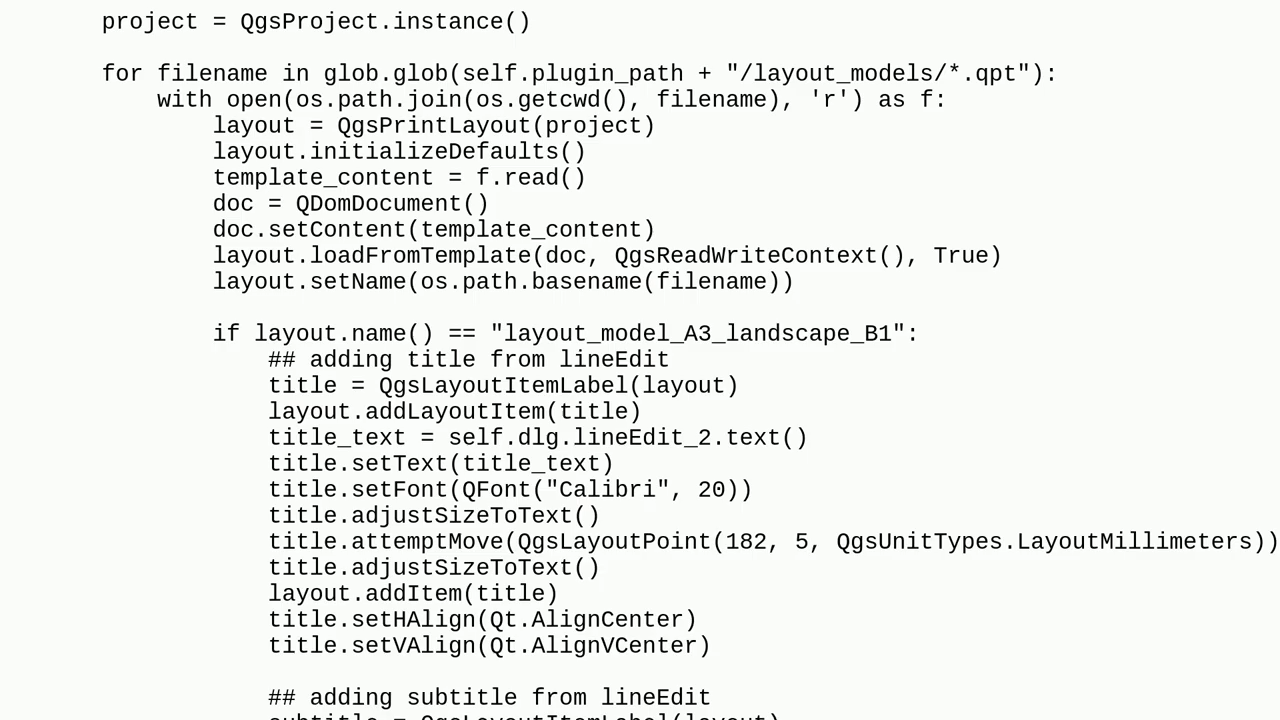 project = QgsProject.instance()
for filename in glob.glob(self.plugin_path + "/layout_models/*.qpt"):
with open(os.path.join(os.getcwd(), filename), 'r') as f:
layout = QgsPrintLayout(project)
layout.initializeDefaults()
template_content = f.read()
doc = QDomDocument()
doc.setContent(template_content)
layout.loadFromTemplate(doc, QgsReadWriteContext(), True)
layout.setName(os.path.basename(filename))
if layout.name() == "layout_model_A3_landscape_B1":
## adding title from lineEdit
title = QgsLayoutItemLabel(layout)
layout.addLayoutItem(title)
title_text = self.dlg.lineEdit_2.text()
title.setText(title_text)
title.setFont(QFont("Calibri", 20))
title.adjustSizeToText()
title.attemptMove(QgsLayoutPoint(182, 5, QgsUnitTypes.LayoutMillimeters))
title.adjustSizeToText()
layout.addItem(title)
title.setHAlign(Qt.AlignCenter)
title.setVAlign(Qt.AlignVCenter)
## adding subtitle from lineEdit
subtitle = QgsLayoutItemLabel(layout)